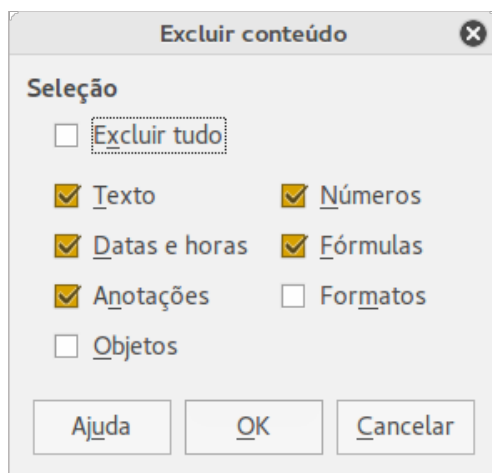 Excluir conteúdo
Seleção
Excluir tudo
Texto
Números
Datas e horas
Fórmulas
Anotações
Formatos
Objetos
Ajuda
OK
Cancelar